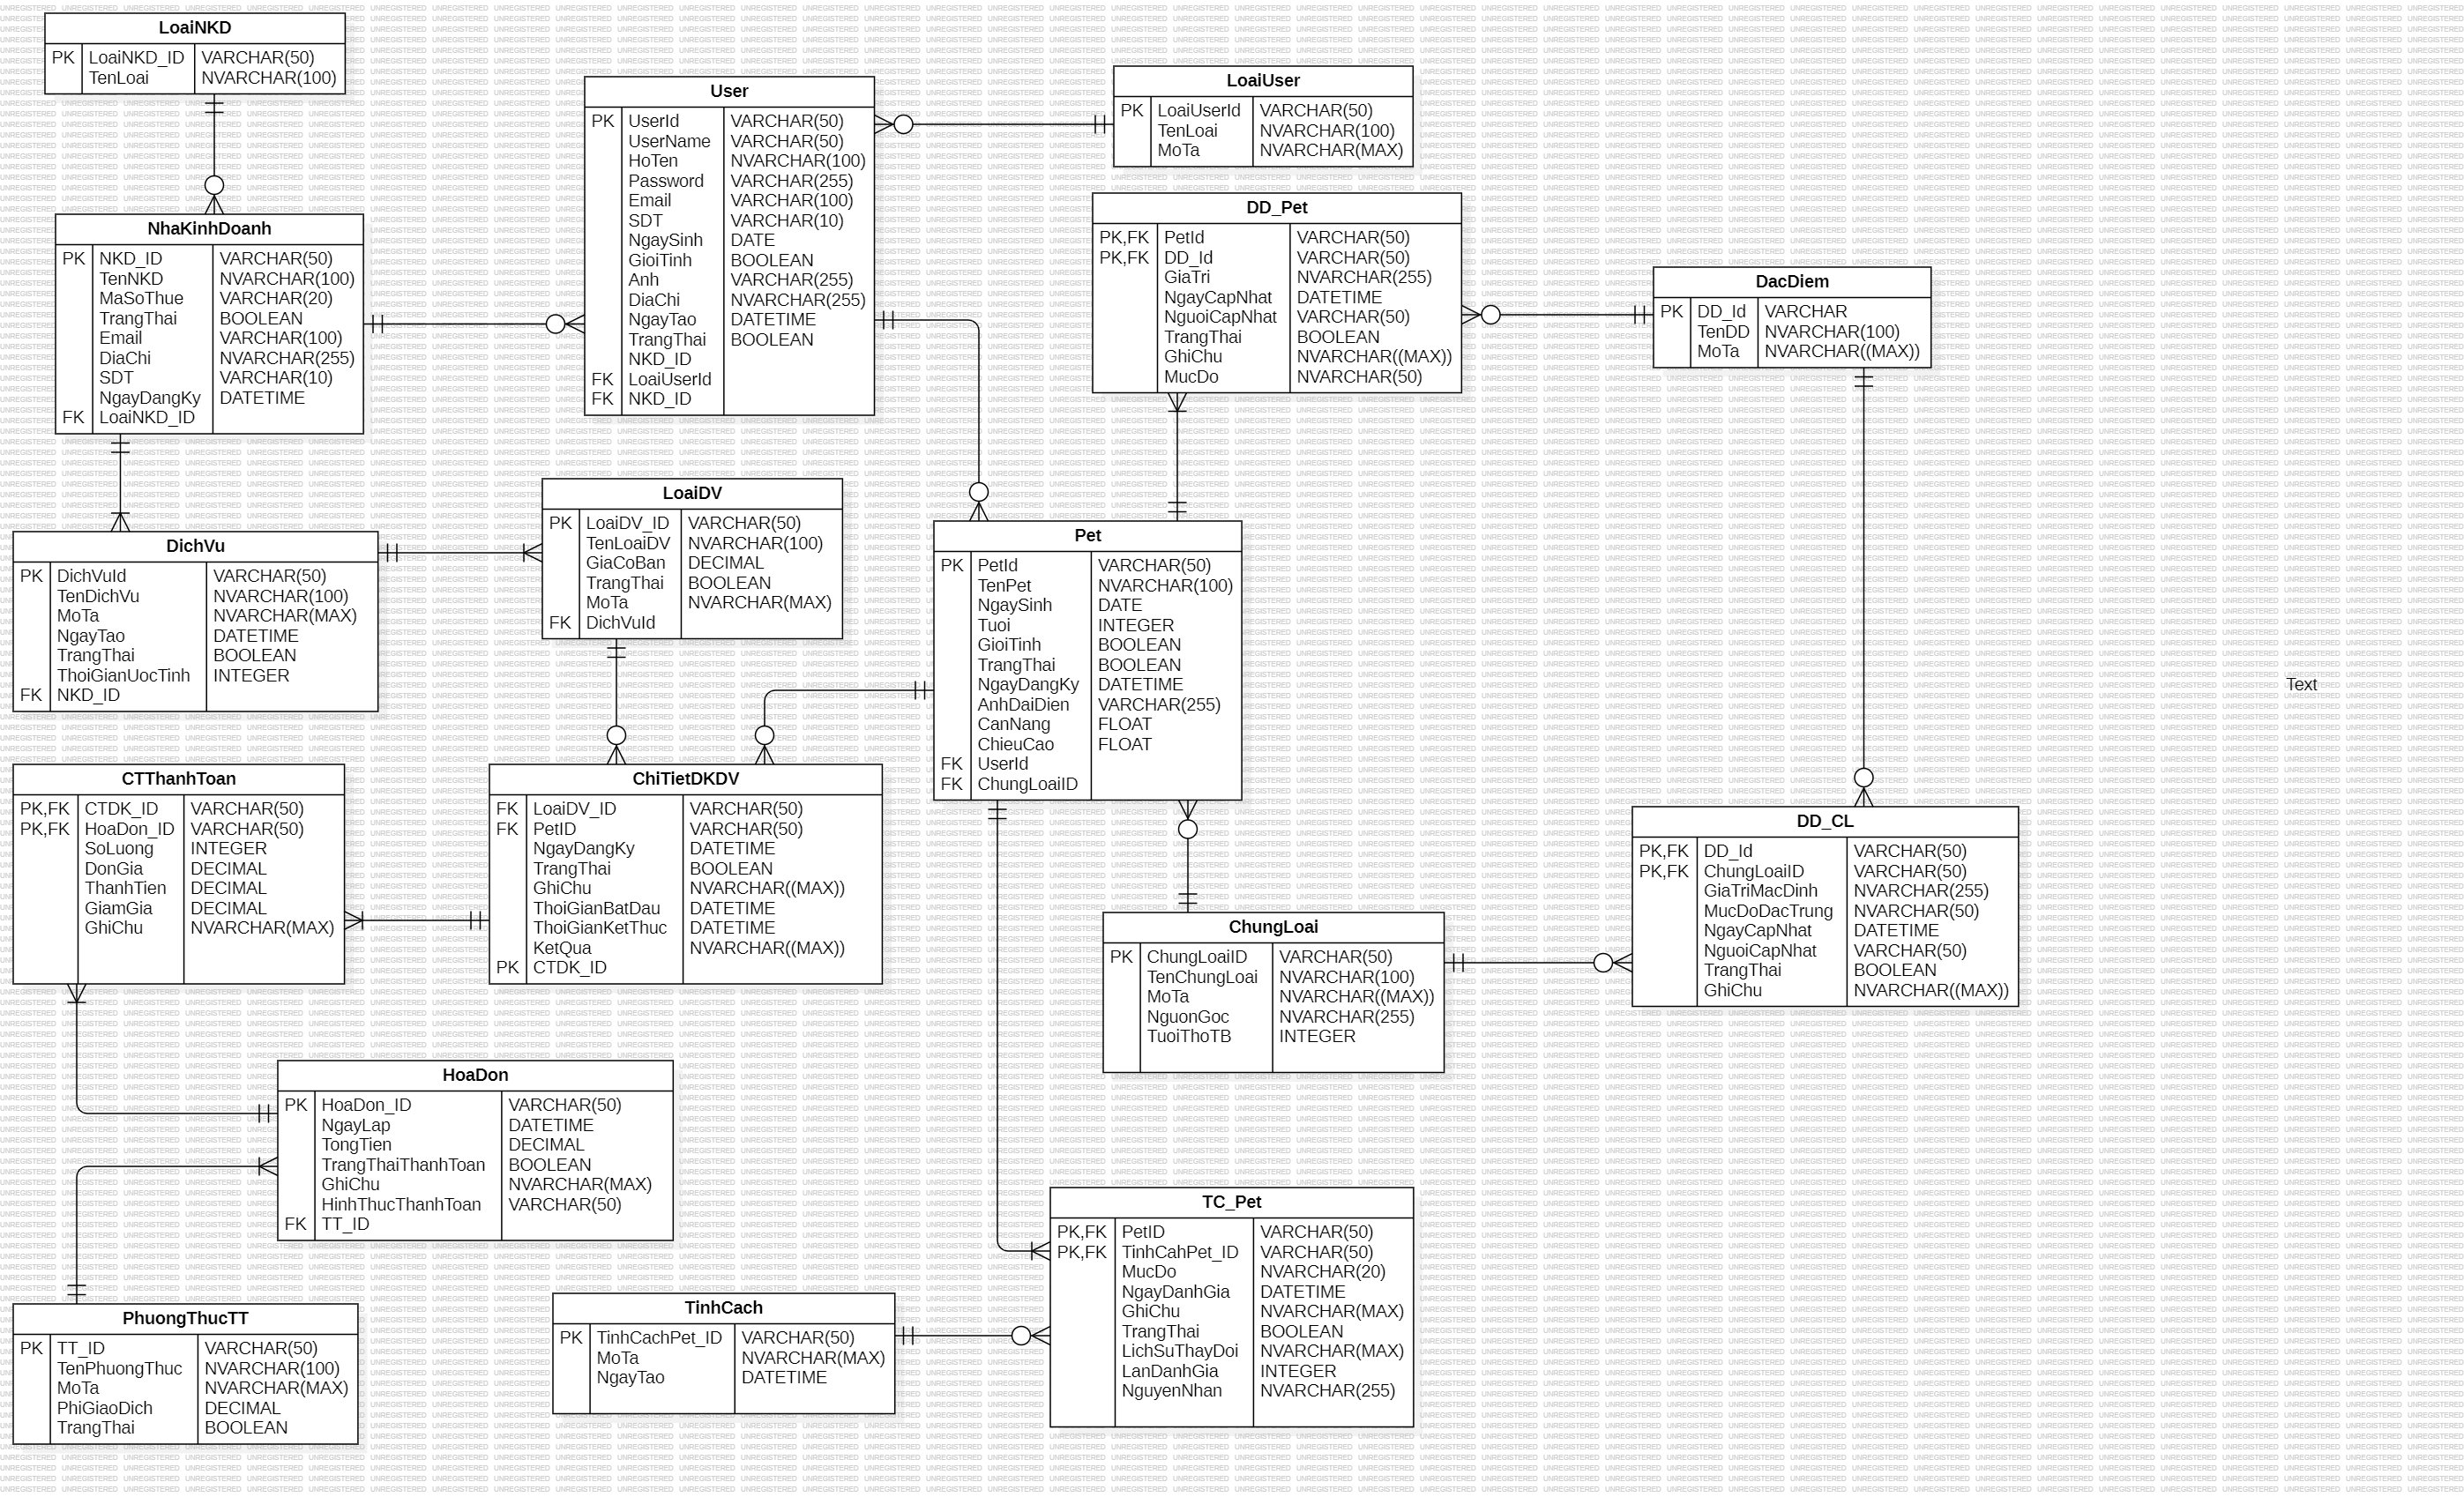 LoaiNKD
PK LoaiNKD_ID VARCHAR(50)
TenLoai NVARCHAR(100)
User
PK UserId VARCHAR(50)
UserName VARCHAR(50)
HoTen NVARCHAR(100)
Password VARCHAR(255)
Email VARCHAR(100)
SDT VARCHAR(10)
NgaySinh DATE
GioiTinh BOOLEAN
Anh VARCHAR(255)
DiaChi NVARCHAR(255)
NgayTao DATETIME
TrangThai BOOLEAN
NKD_ID
FK LoaiUserId
FK NKD_ID
LoaiUser
PK LoaiUserId VARCHAR(50)
TenLoai NVARCHAR(100)
MoTa NVARCHAR(MAX)
NhaKinhDoanh
PK NKD_ID VARCHAR(50)
TenNKD NVARCHAR(100)
MaSoThue VARCHAR(20)
TrangThai BOOLEAN
Email VARCHAR(100)
DiaChi NVARCHAR(255)
SDT VARCHAR(10)
NgayDangKy DATETIME
FK LoaiNKD_ID
DD_Pet
PK,FK PetId VARCHAR(50)
PK,FK DD_Id VARCHAR(50)
GiaTri NVARCHAR(255)
NgayCapNhat DATETIME
NguoiCapNhat VARCHAR(50)
TrangThai BOOLEAN
GhiChu NVARCHAR((MAX))
MucDo NVARCHAR(50)
DacDiem
PK DD_Id VARCHAR
TenDD NVARCHAR(100)
MoTa NVARCHAR((MAX))
DichVu
PK DichVuId VARCHAR(50)
TenDichVu NVARCHAR(100)
MoTa NVARCHAR(MAX)
NgayTao DATETIME
TrangThai BOOLEAN
ThoiGianUocTinh INTEGER
FK NKD_ID
LoaiDV
PK LoaiDV_ID VARCHAR(50)
TenLoaiDV NVARCHAR(100)
GiaCoBan DECIMAL
TrangThai BOOLEAN
MoTa NVARCHAR(MAX)
FK DichVuId
Pet
PK PetId VARCHAR(50)
TenPet NVARCHAR(100)
NgaySinh DATE
Tuoi INTEGER
GioiTinh BOOLEAN
TrangThai BOOLEAN
NgayDangKy DATETIME
AnhDaiDien VARCHAR(255)
CanNang FLOAT
ChieuCao FLOAT
FK UserId
FK ChungLoaiID
Text
CTThanhToan
PK,FK CTDK_ID VARCHAR(50)
PK,FK HoaDon_ID VARCHAR(50)
SoLuong INTEGER
DonGia DECIMAL
ThanhTien DECIMAL
GiamGia DECIMAL
GhiChu NVARCHAR(MAX)
ChiTietDKDV
FK LoaiDV_ID VARCHAR(50)
FK PetID VARCHAR(50)
NgayDangKy DATETIME
TrangThai BOOLEAN
GhiChu NVARCHAR((MAX))
ThoiGianBatDau DATETIME
ThoiGianKetThuc DATETIME
KetQua NVARCHAR((MAX))
PK CTDK_ID
DD_CL
PK,FK DD_Id VARCHAR(50)
PK,FK ChungLoaiID VARCHAR(50)
GiaTriMacDinh NVARCHAR(255)
MucDoDacTrung NVARCHAR(50)
NgayCapNhat DATETIME
NguoiCapNhat VARCHAR(50)
TrangThai BOOLEAN
GhiChu NVARCHAR((MAX))
ChungLoai
PK ChungLoaiID VARCHAR(50)
TenChungLoai NVARCHAR(100)
MoTa NVARCHAR((MAX))
NguonGoc NVARCHAR(255)
TuoiThoTB INTEGER
HoaDon
PK HoaDon_ID VARCHAR(50)
NgayLap DATETIME
TongTien DECIMAL
TrangThaiThanhToan BOOLEAN
GhiChu NVARCHAR(MAX)
HinhThucThanhToan VARCHAR(50)
FK TT_ID
TC_Pet
PK,FK PetID VARCHAR(50)
PK,FK TinhCahPet_ID VARCHAR(50)
MucDo NVARCHAR(20)
NgayDanhGia DATETIME
GhiChu NVARCHAR(MAX)
TrangThai BOOLEAN
LichSuThayDoi NVARCHAR(MAX)
LanDanhGia INTEGER
NguyenNhan NVARCHAR(255)
PhuongThucTT
PK TT_ID VARCHAR(50)
TenPhuongThuc NVARCHAR(100)
MoTa NVARCHAR(MAX)
PhiGiaoDich DECIMAL
TrangThai BOOLEAN
TinhCach
PK TinhCachPet_ID VARCHAR(50)
MoTa NVARCHAR(MAX)
NgayTao DATETIME
UNREGISTERED